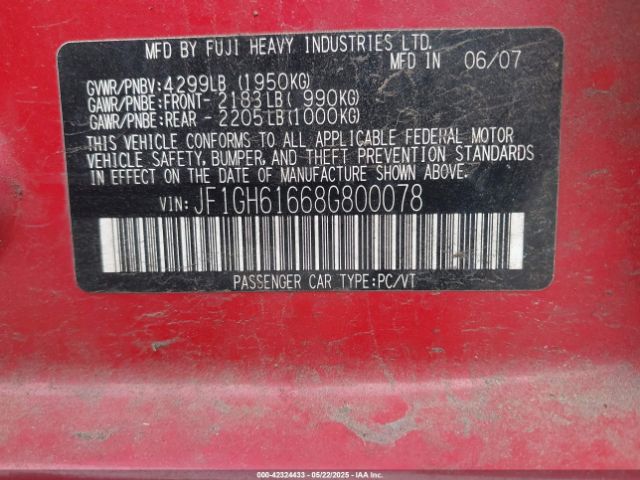 MFD BY FUJI HEAVY INDUSTRIES LTD.
MFD IN 06/07
GVWR/PNBV:4299LB (1950KG)
GAWR/PNBE:FRONT- 2183LB( 990KG)
GAWR/PNBE:REAR - 2205LB(1000KG)
THIS VEHICLE CONFORMS TO ALL APPLICABLE FEDERAL MOTOR
VEHICLE SAFETY, BUMPER, AND THEFT PREVENTION STANDARDS
IN EFFECT ON THE DATE OF MANUFACTURE SHOWN ABOVE.
VIN: JF1GH61668G800078
PASSENGER CAR TYPE:PC/VT
000-42324433 - 05/22/2025 - IAA Inc.